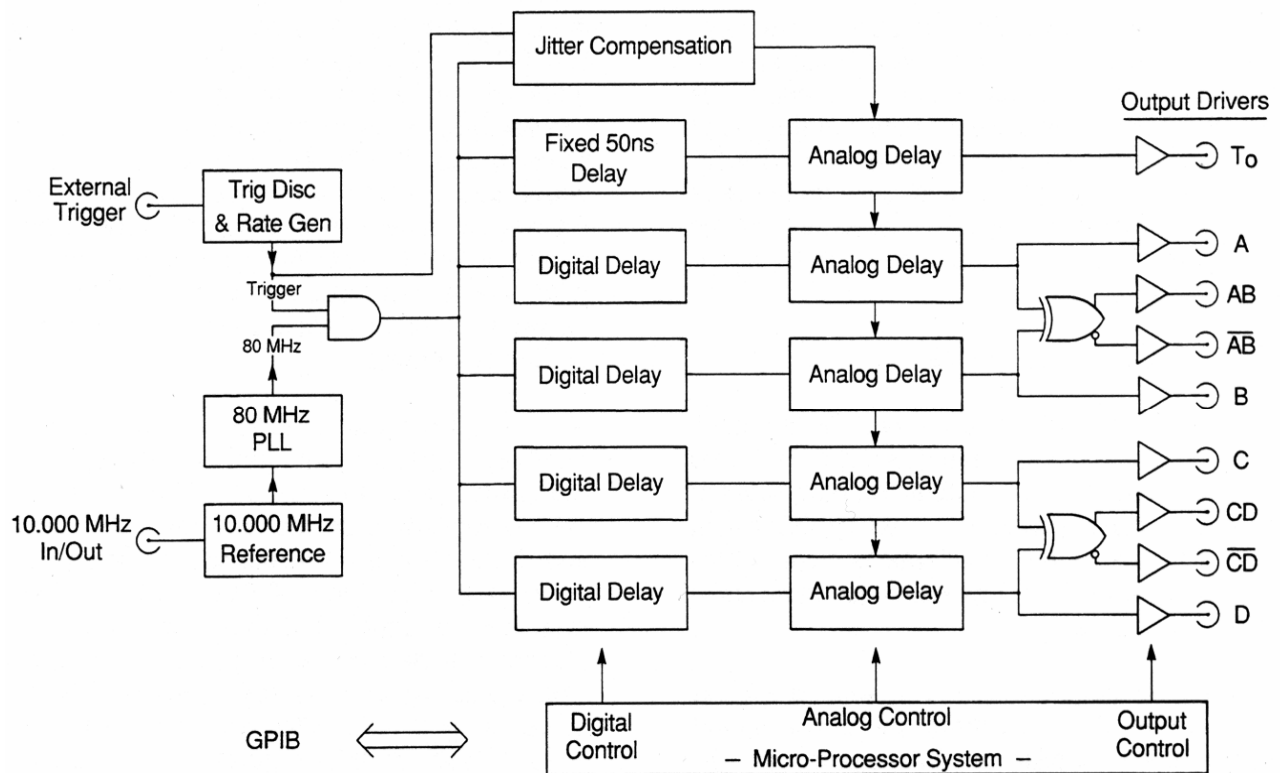 Jitter Compensation
Output Drivers
Fixed 50ns
Delay
Analog Delay
T₀
External
Trigger
Trig Disc
& Rate Gen
Trigger
Digital Delay
Analog Delay
A
AB
A̅B̅
80 MHz
Digital Delay
Analog Delay
B
80 MHz
PLL
Digital Delay
Analog Delay
C
CD
C̅D̅
10.000 MHz
In/Out
10.000 MHz
Reference
Digital Delay
Analog Delay
D
GPIB
Digital
Control
Analog Control
Output
Control
– Micro-Processor System –